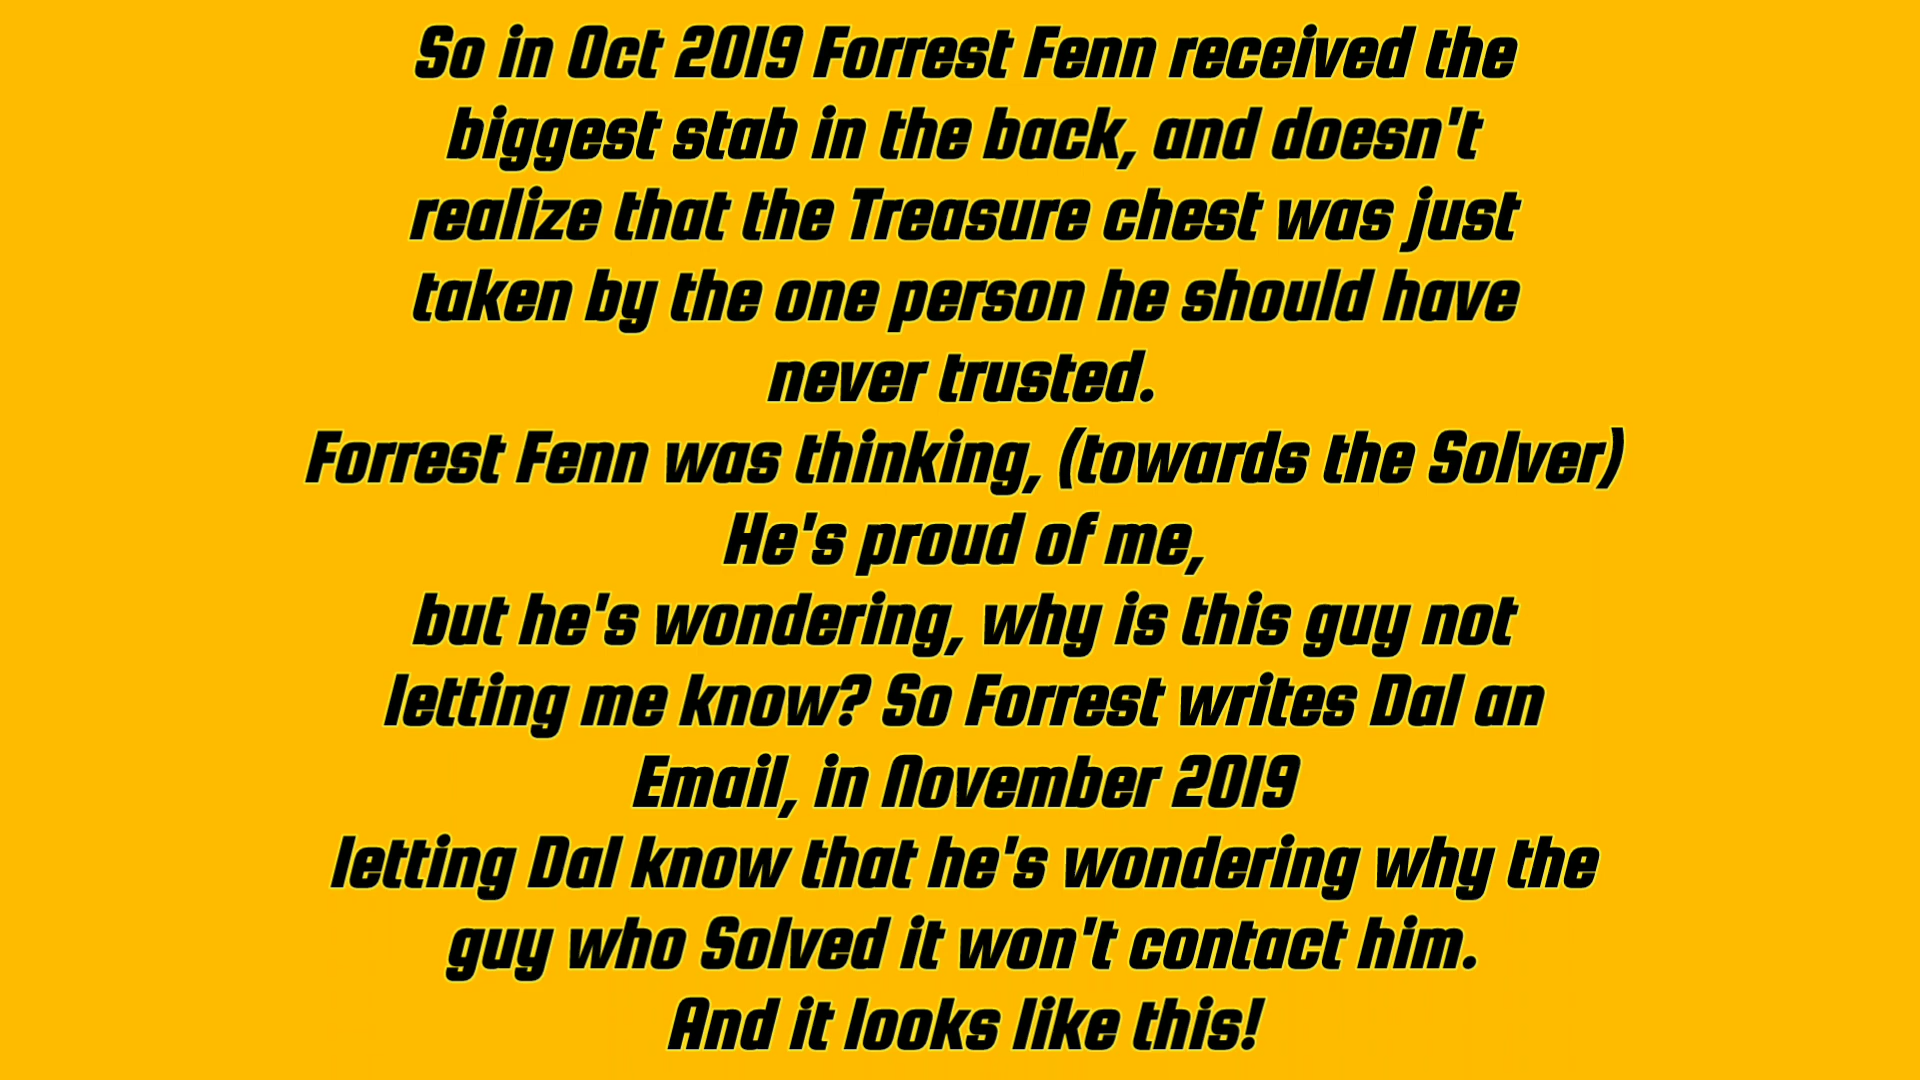 So in Oct 2019 Forrest Fenn received the
biggest stab in the back, and doesn't
realize that the Treasure chest was just
taken by the one person he should have
never trusted.
Forrest Fenn was thinking, (towards the Solver)
He's proud of me,
but he's wondering, why is this guy not
letting me know? So Forrest writes Dal an
Email, in November 2019
letting Dal know that he's wondering why the
guy who Solved it won't contact him.
And it looks like this!